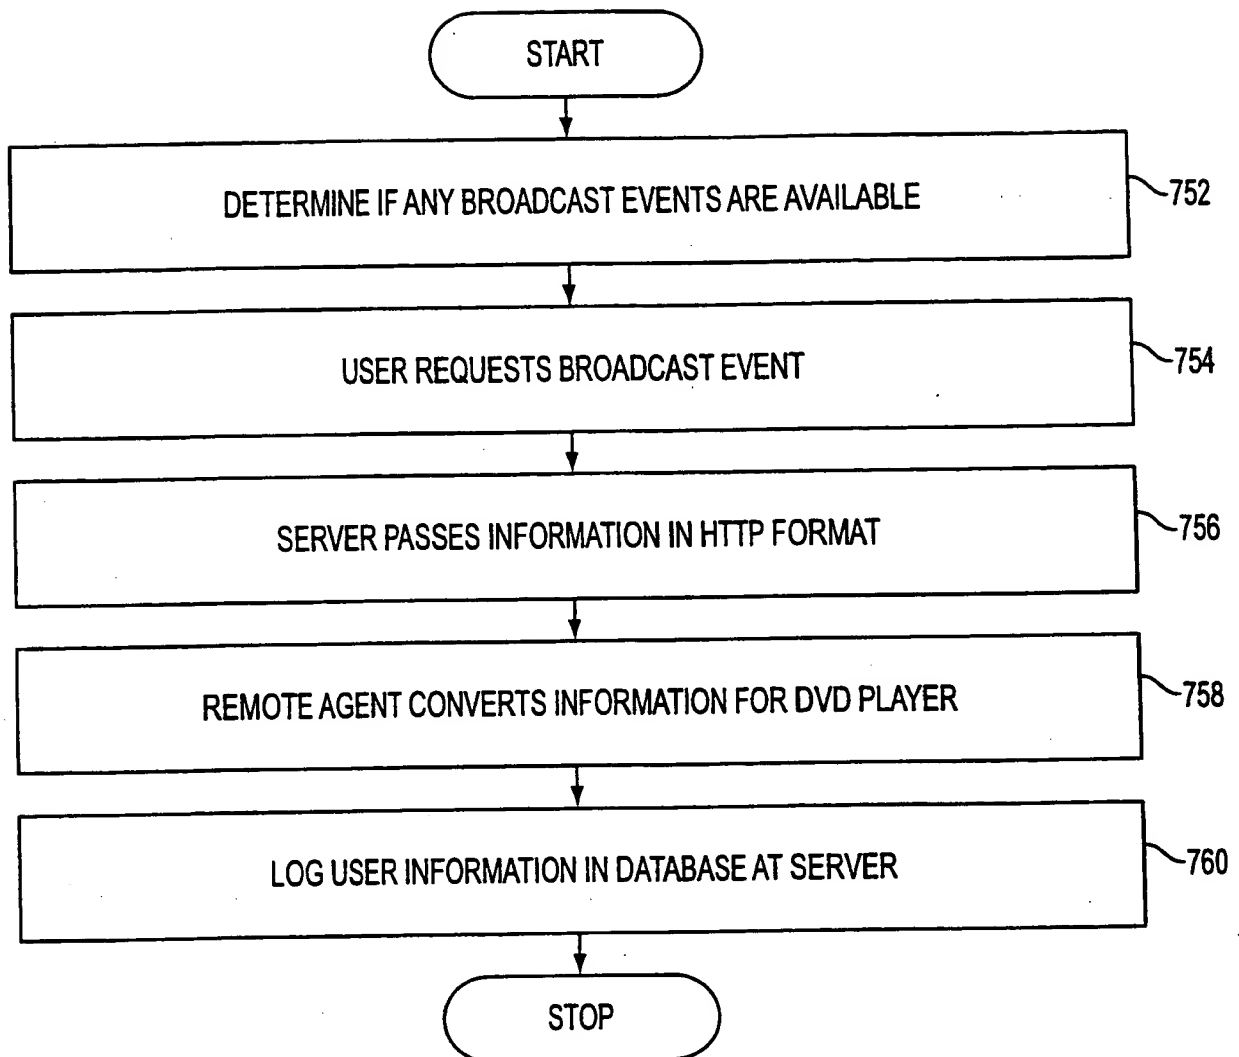 START
DETERMINE IF ANY BROADCAST EVENTS ARE AVAILABLE
752
USER REQUESTS BROADCAST EVENT
754
SERVER PASSES INFORMATION IN HTTP FORMAT
756
REMOTE AGENT CONVERTS INFORMATION FOR DVD PLAYER
758
LOG USER INFORMATION IN DATABASE AT SERVER
760
STOP